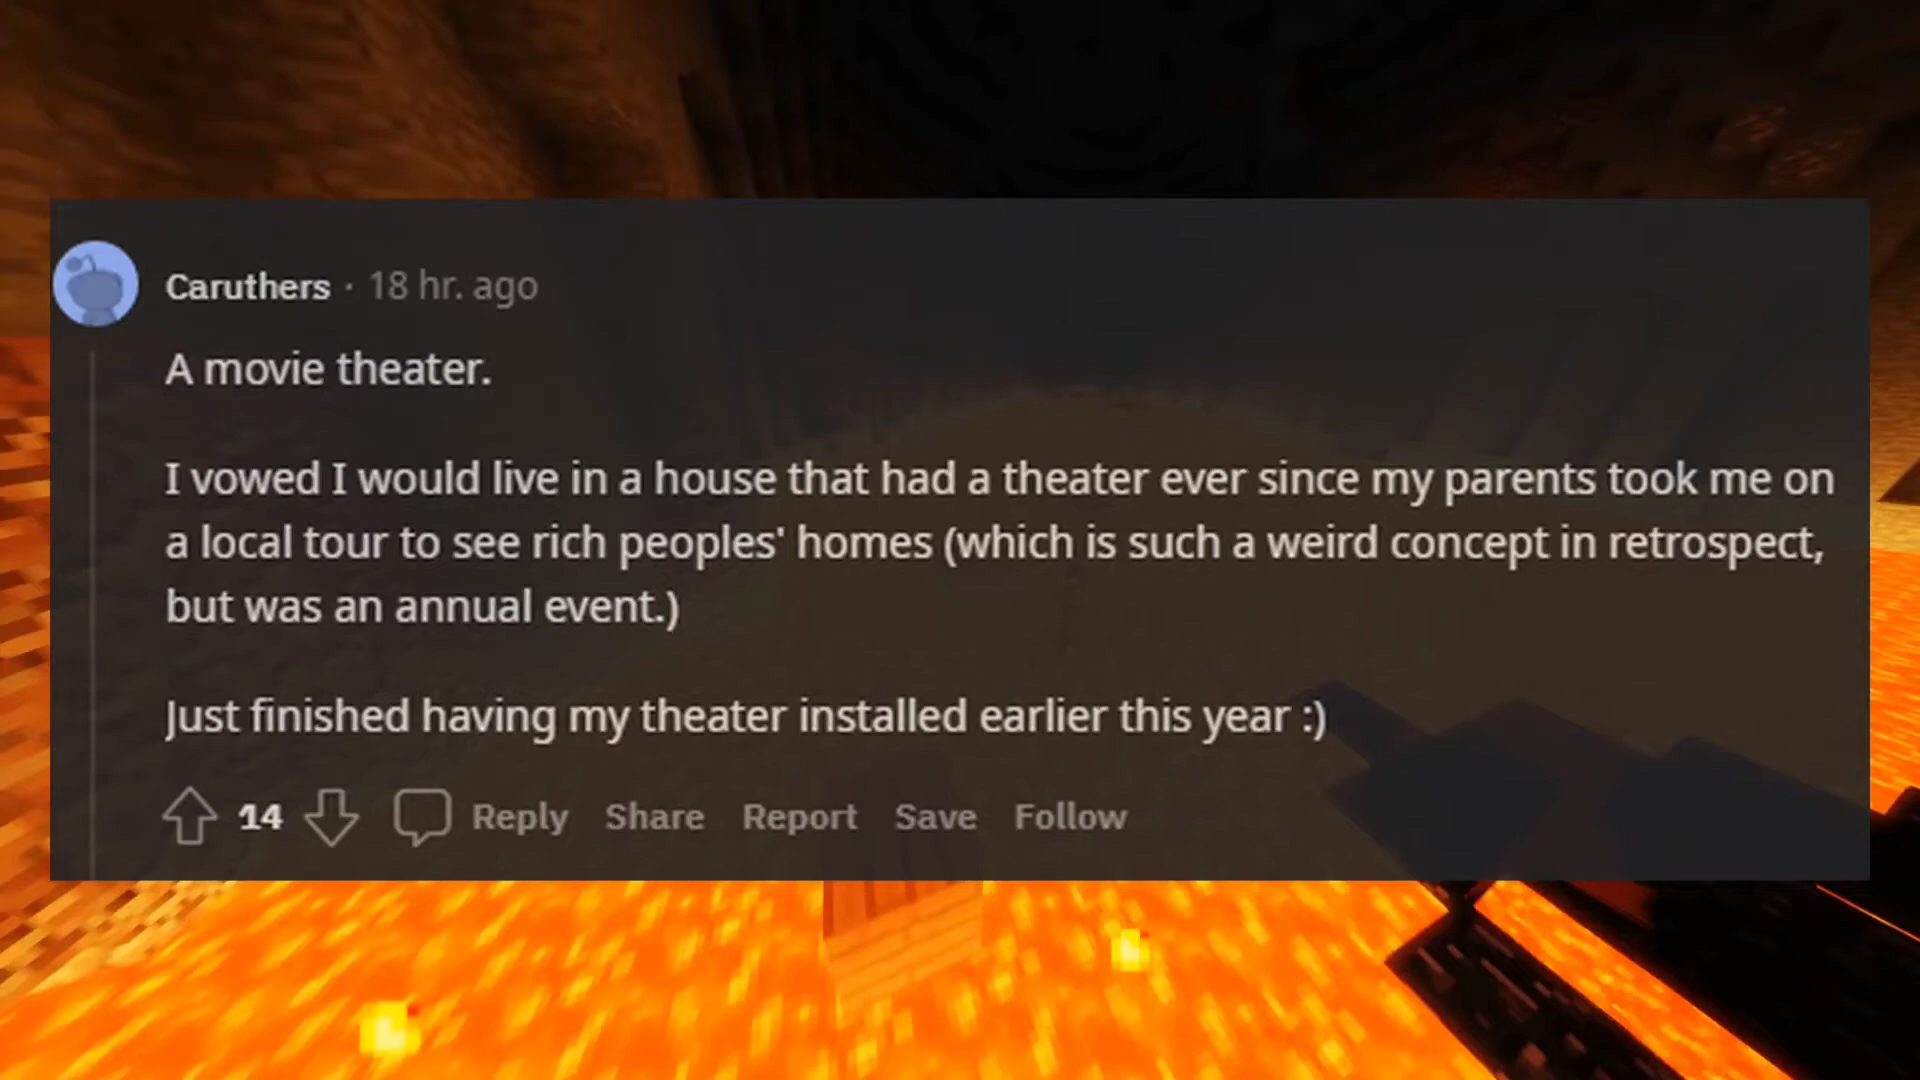 Caruthers · 18 hr. ago
A movie theater.
I vowed I would live in a house that had a theater ever since my parents took me on
a local tour to see rich peoples' homes (which is such a weird concept in retrospect,
but was an annual event.)
Just finished having my theater installed earlier this year :)
14 Reply Share Report Save Follow